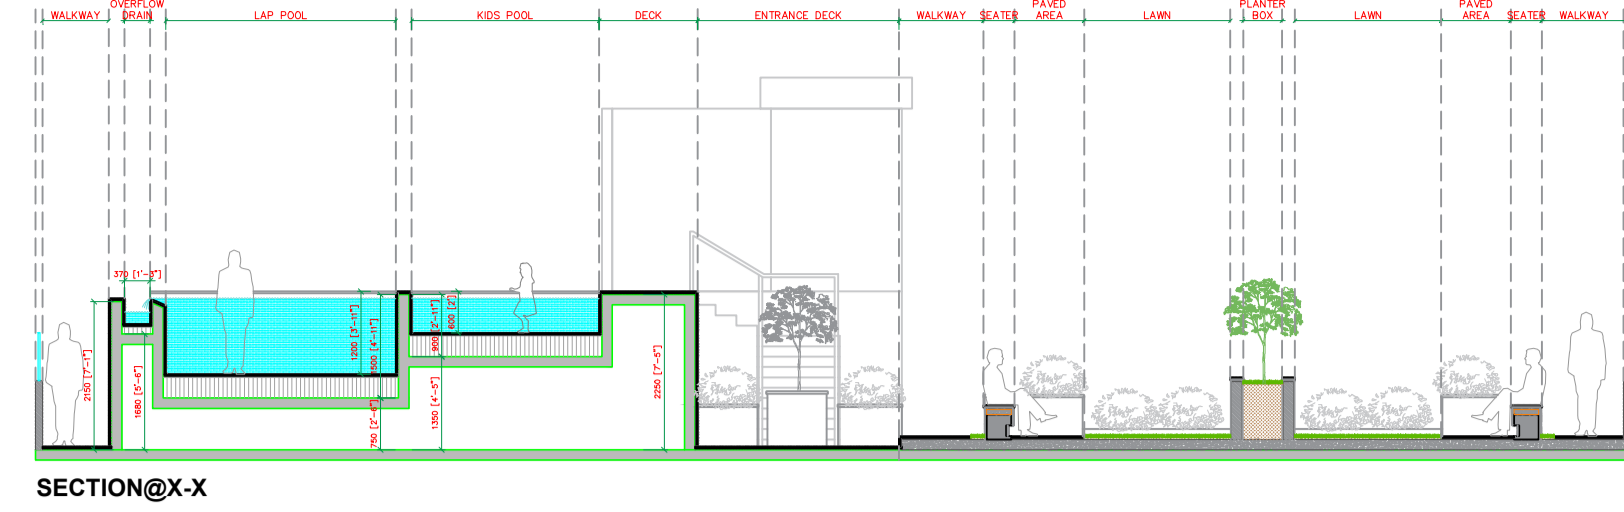 OVERFLOW
WALKWAY
DRAIN
LAP POOL
KIDS POOL
DECK
ENTRANCE DECK
WALKWAY
SEATER
PAVED
AREA
LAWN
PLANTER
BOX
LAWN
PAVED
AREA
SEATER
WALKWAY
370 [1'-3"]
2150 [7'-1"]
1680 [5'-6"]
1200 [3'-11"]
1500 [4'-11"]
750 [2'-6"]
900 [2'-11"]
600 [2']
1350 [4'-5"]
2250 [7'-5"]
SECTION@X-X